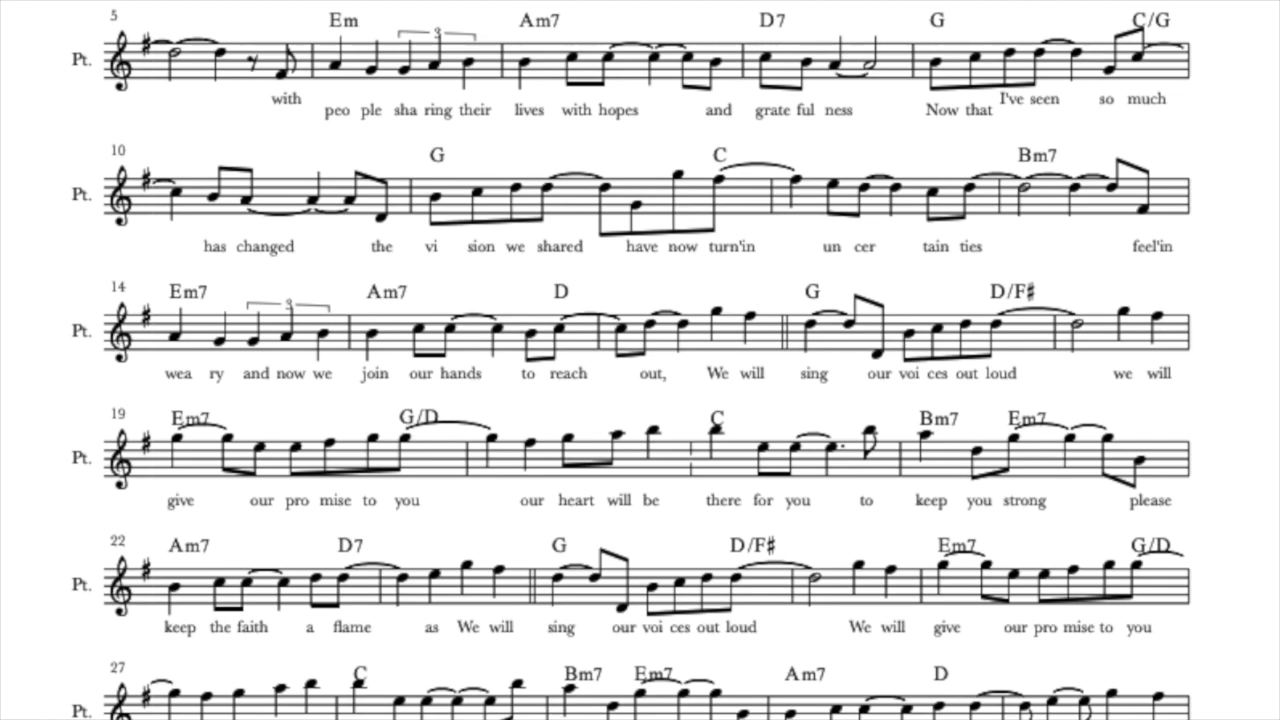 5 Em 3 Am7 D7 G C/G
Pt.
with peo ple sha ring their lives with hopes and grate ful ness Now that I've seen so much
10 G C Bm7
Pt.
has changed the vi sion we shared have now turn'in un cer tain ties feel'in
14 Em7 3 Am7 D G D/F♯
Pt.
wea ry and now we join our hands to reach out, We will sing our voi ces out loud we will
19 Em7 G/D C Bm7 Em7
Pt.
give our pro mise to you our heart will be there for you to keep you strong please
22 Am7 D7 G D/F♯ Em7 G/D
Pt.
keep the faith a flame as We will sing our voi ces out loud We will give our pro mise to you
27 C Bm7 Em7 Am7 D
Pt.